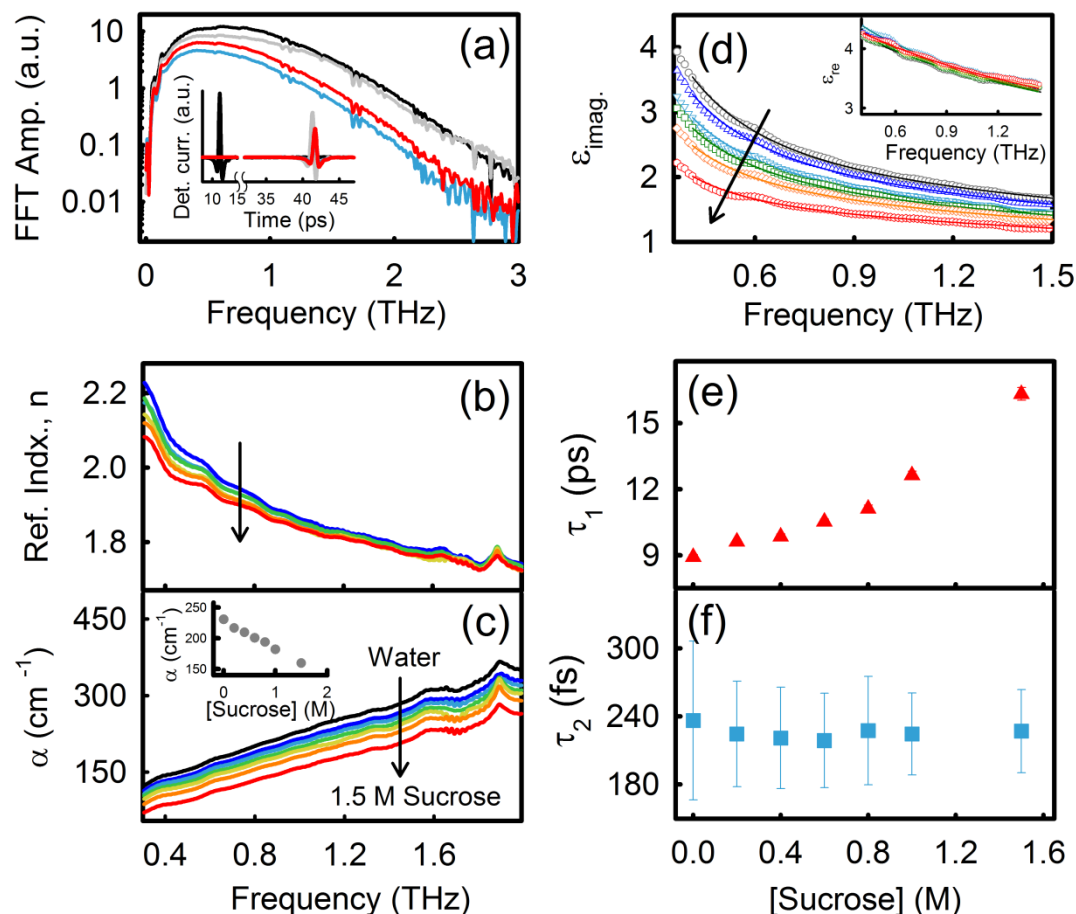 (a)
FFT Amp. (a.u.)
10
1
0.1
0.01
Det. curr. (a.u.)
10 15 35 40 45
Time (ps)
0 1 2 3
Frequency (THz)
(d)
εimag.
4
3
2
1
εre
4
3
0.6 0.9 1.2
Frequency (THz)
0.6 0.9 1.2 1.5
Frequency (THz)
(b)
Ref. Indx., n
2.2
2.0
1.8
(c)
α (cm⁻¹)
450
300
150
α (cm⁻¹)
250
200
150
0 1 2
[Sucrose] (M)
Water
1.5 M Sucrose
0.4 0.8 1.2 1.6
Frequency (THz)
(e)
τ₁ (ps)
15
12
9
(f)
τ₂ (fs)
300
240
180
0.0 0.4 0.8 1.2 1.6
[Sucrose] (M)